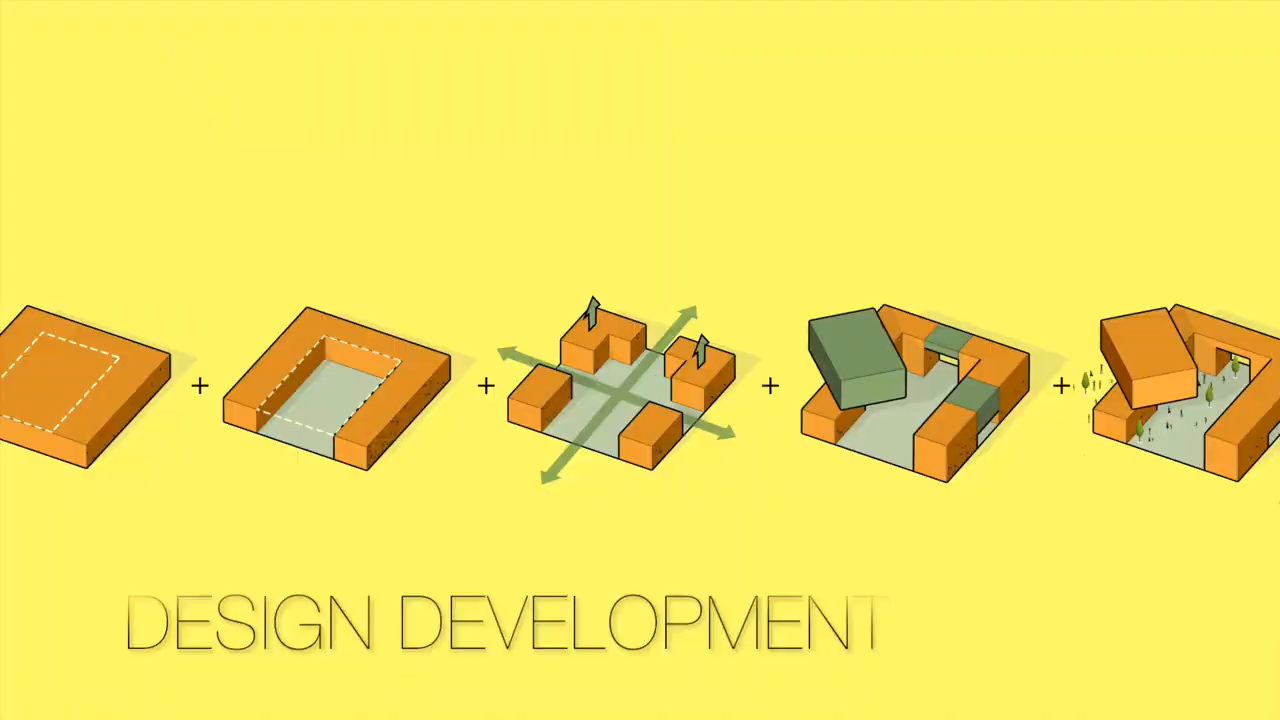 + + + +
DESIGN DEVELOPMENT